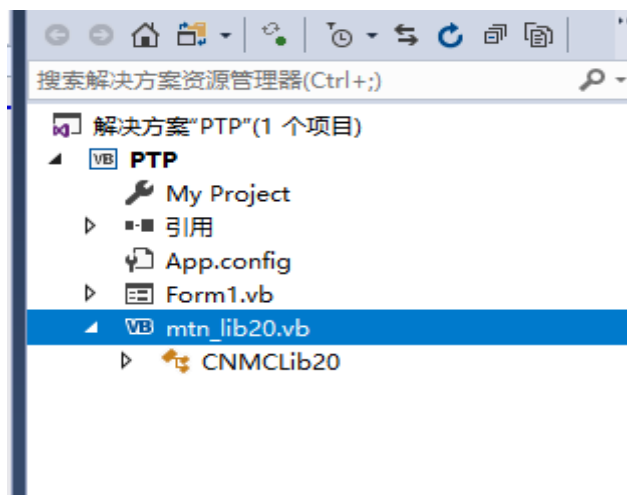 搜索解决方案资源管理器(Ctrl+;)
解决方案"PTP"(1 个项目)
VB PTP
My Project
引用
App.config
Form1.vb
VB mtn_lib20.vb
CNMCLib20